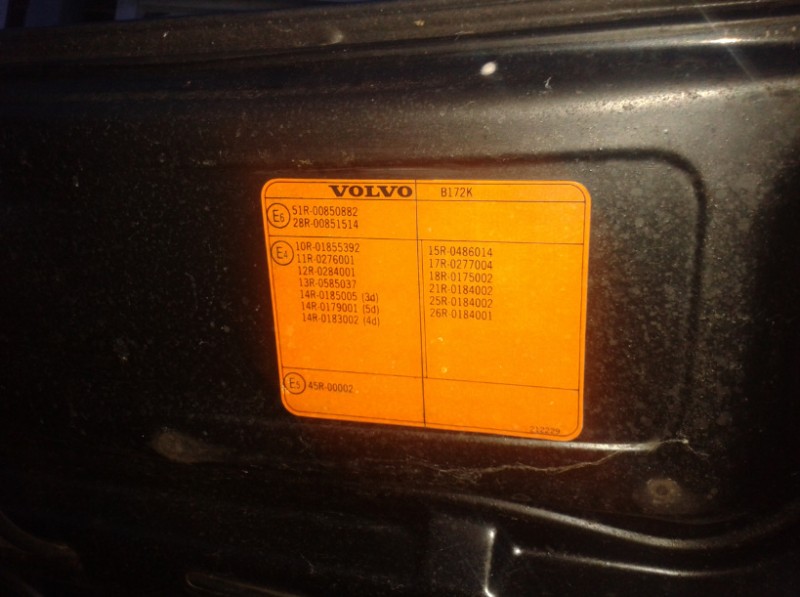 VOLVO B172K
E6
51R-00850882
28R-00851514
E4
10R-01855392
11R-0276001
12R-0284001
13R-0585037
14R-0185005 (3d)
14R-0179001 (5d)
14R-0183002 (4d)
15R-0486014
17R-0277004
18R-0175002
21R-0184002
25R-0184002
26R-0184001
E5
45R-00002